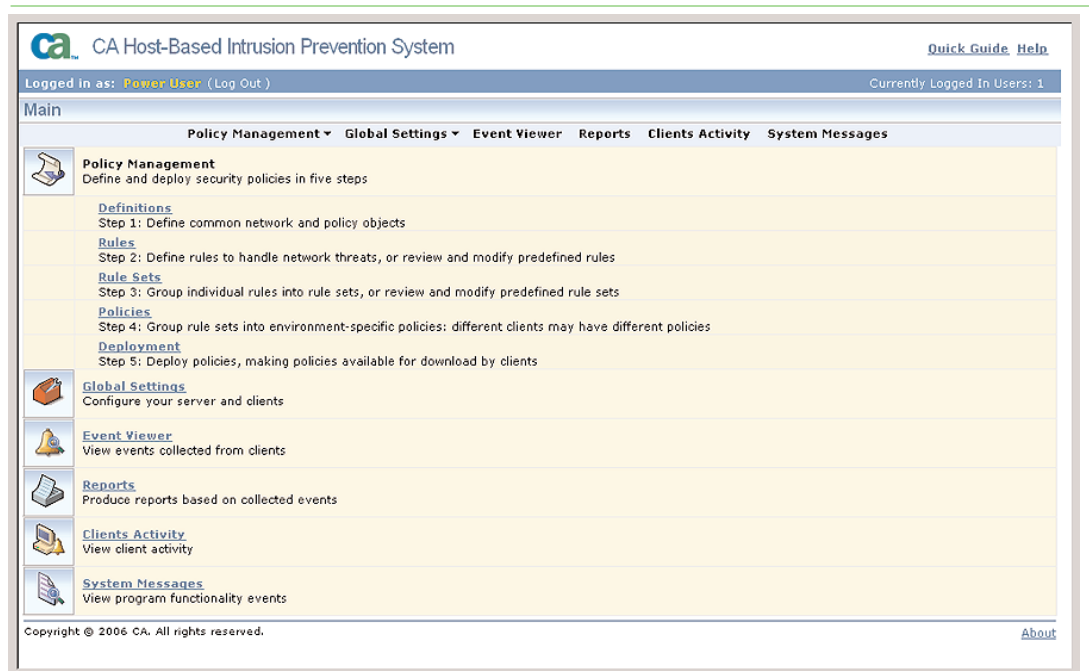 ca™ CA Host-Based Intrusion Prevention System
Quick Guide Help
Logged in as: Power User ( Log Out )
Currently Logged In Users: 1
Main
Policy Management Global Settings Event Viewer Reports Clients Activity System Messages
Policy Management
Define and deploy security policies in five steps
Definitions
Step 1: Define common network and policy objects
Rules
Step 2: Define rules to handle network threats, or review and modify predefined rules
Rule Sets
Step 3: Group individual rules into rule sets, or review and modify predefined rule sets
Policies
Step 4: Group rule sets into environment-specific policies: different clients may have different policies
Deployment
Step 5: Deploy policies, making policies available for download by clients
Global Settings
Configure your server and clients
Event Viewer
View events collected from clients
Reports
Produce reports based on collected events
Clients Activity
View client activity
System Messages
View program functionality events
Copyright © 2006 CA. All rights reserved.
About